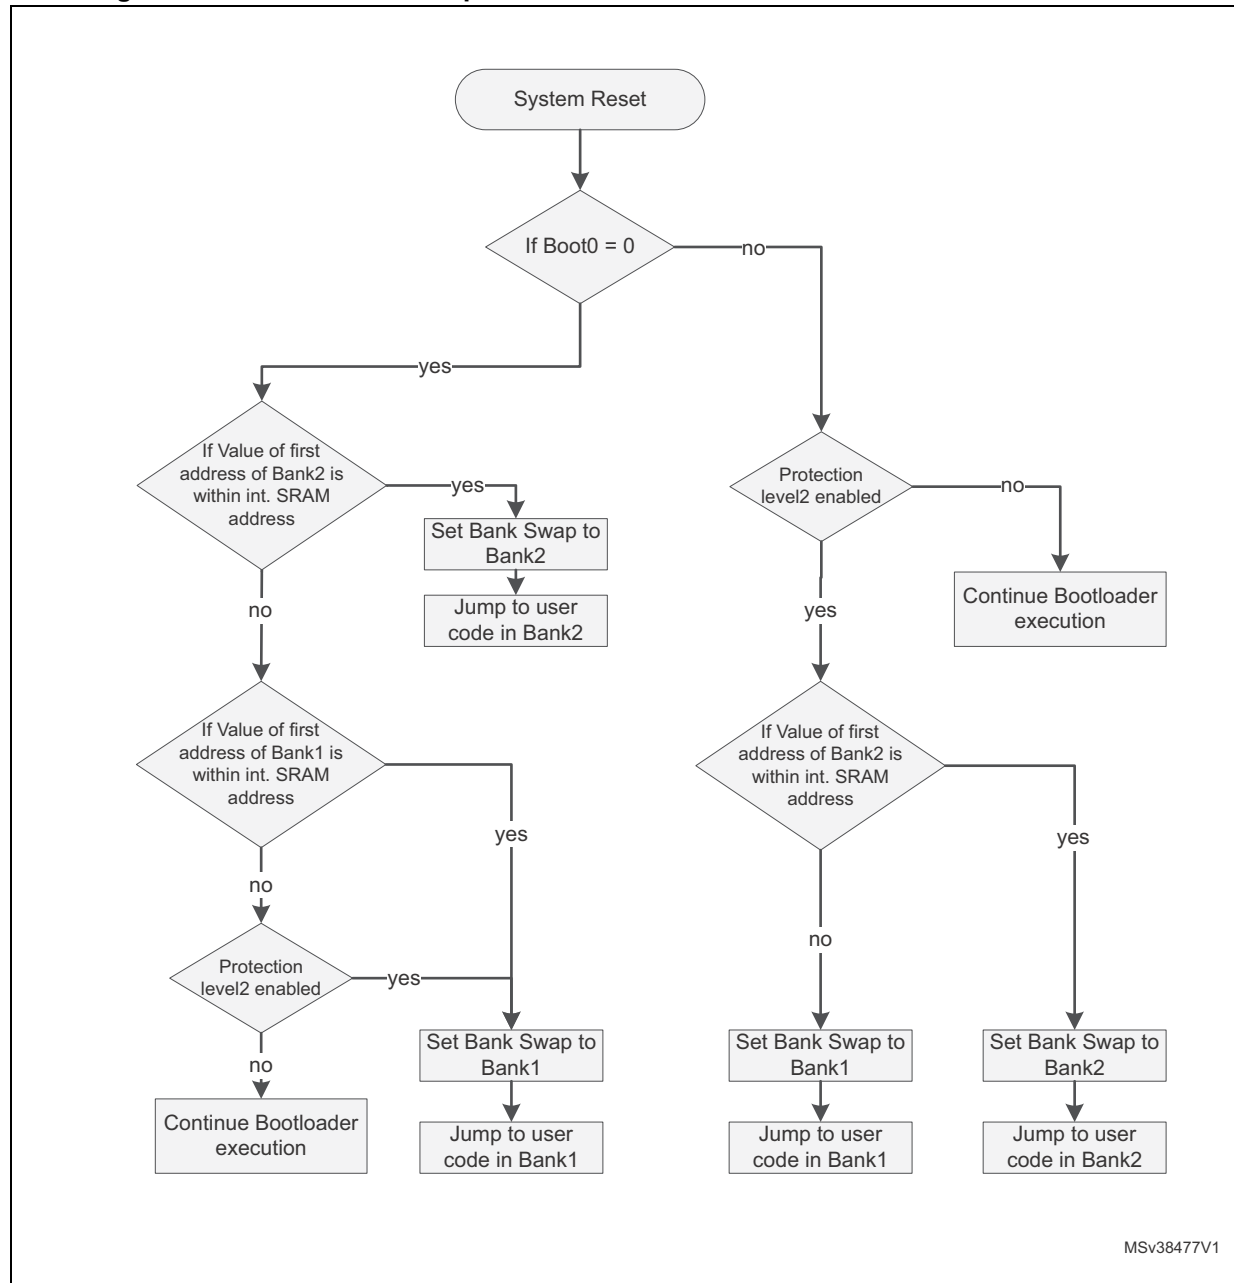 System Reset
If Boot0 = 0
no
yes
If Value of first
address of Bank2 is
within int. SRAM
address
yes
Set Bank Swap to
Bank2
Jump to user
code in Bank2
no
Protection
level2 enabled
no
Continue Bootloader
execution
yes
If Value of first
address of Bank1 is
within int. SRAM
address
yes
no
Protection
level2 enabled
yes
no
Continue Bootloader
execution
Set Bank Swap to
Bank1
Jump to user
code in Bank1
If Value of first
address of Bank2 is
within int. SRAM
address
yes
no
Set Bank Swap to
Bank1
Jump to user
code in Bank1
Set Bank Swap to
Bank2
Jump to user
code in Bank2
MSv38477V1